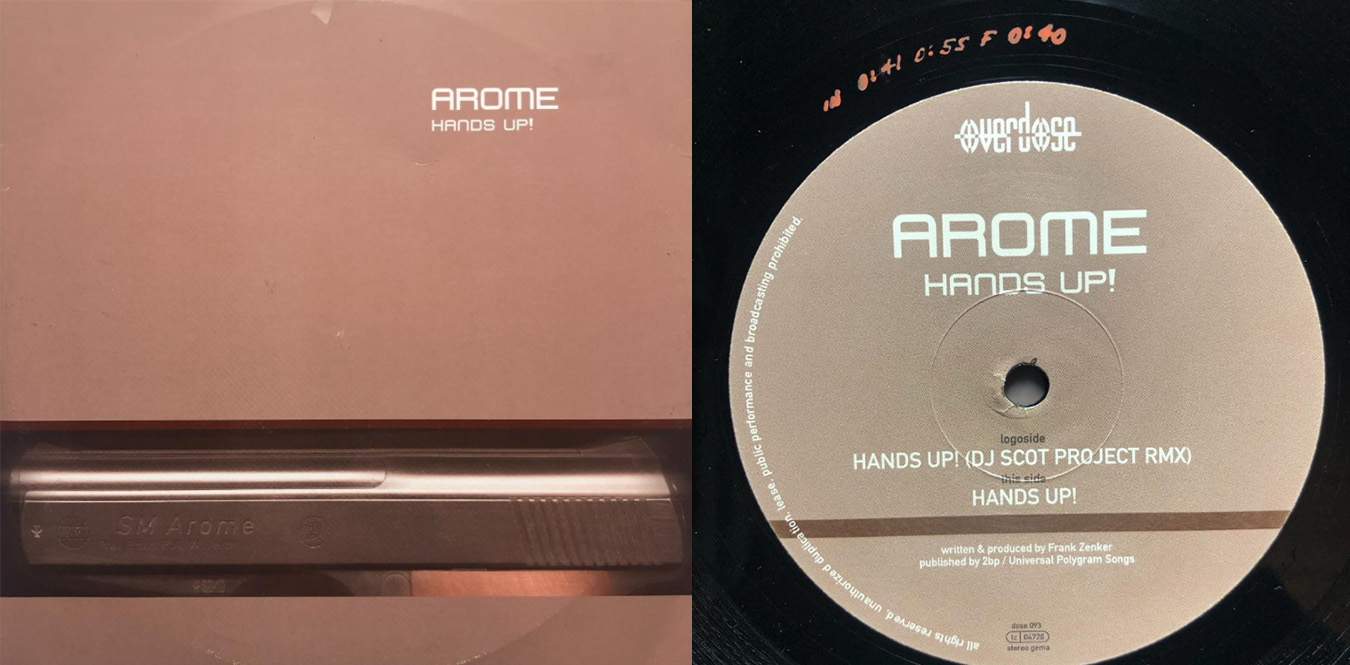 AROME
HANDS UP!
SM Arome
0:41 0:55 F 0:40
overdose
AROME
HANDS UP!
all rights reserved. unauthorized duplication, lease, public performance and broadcasting prohibited.
logoside
HANDS UP! (DJ SCOT PROJECT RMX)
this side
HANDS UP!
written & produced by Frank Zenker
published by 2bp / Universal Polygram Songs
dose 093
lc 04728
stereo gema